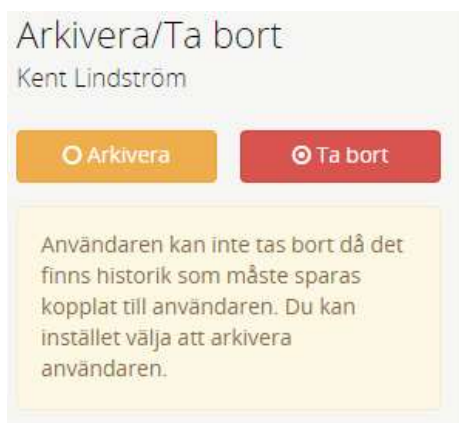 Arkivera/Ta bort
Kent Lindström
Arkivera Ta bort
Användaren kan inte tas bort då det
finns historik som måste sparas
kopplat till användaren. Du kan
instället välja att arkivera
användaren.